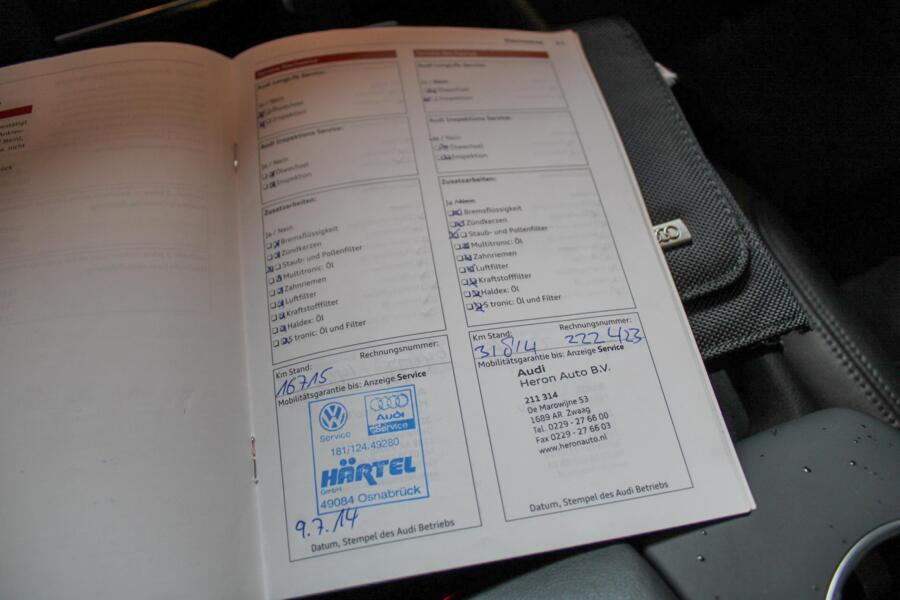 Audi LongLife Service:
Ja / Nein
Ölwechsel
Inspektion
Audi Inspektions Service:
Ja / Nein
Ölwechsel
Inspektion
Zusatzarbeiten:
Ja / Nein
Bremsflüssigkeit
Zündkerzen
Staub- und Pollenfilter
Multitronic: Öl
Zahnriemen
Luftfilter
Kraftstofffilter
Haldex: Öl
S tronic: Öl und Filter
Km Stand:
Rechnungsnummer:
16715
Mobilitätsgarantie bis: Anzeige Service
Service
Audi
Service
181/124.49280
HÄRTEL
GmbH
49084 Osnabrück
9.7.14
Datum, Stempel des Audi Betriebs
Audi LongLife Service:
Ja / Nein
Ölwechsel
Inspektion
Audi Inspektions Service:
Ja / Nein
Ölwechsel
Inspektion
Zusatzarbeiten:
Ja / Nein
Bremsflüssigkeit
Zündkerzen
Staub- und Pollenfilter
Multitronic: Öl
Zahnriemen
Luftfilter
Kraftstofffilter
Haldex: Öl
S tronic: Öl und Filter
Km Stand:
Rechnungsnummer:
31814
222423
Mobilitätsgarantie bis: Anzeige Service
Audi
Heron Auto B.V.
211 314
De Marowijne 53
1689 AR Zwaag
Tel. 0229 - 27 66 00
Fax 0229 - 27 66 03
www.heronauto.nl
Datum, Stempel des Audi Betriebs